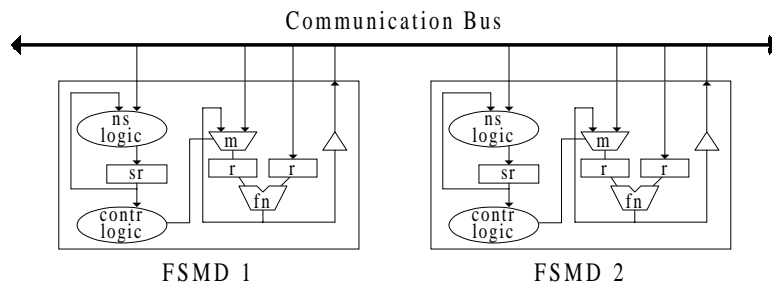 Communication Bus
ns
logic
m
r
r
sr
fn
contr
logic
FSMD 1
ns
logic
m
r
r
sr
fn
contr
logic
FSMD 2